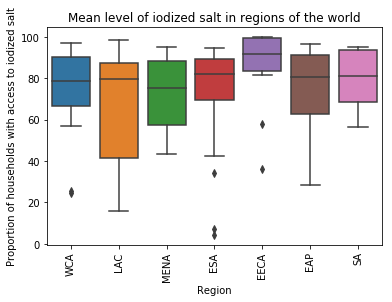 Mean level of iodized salt in regions of the world
Proportion of households with access to iodized salt
100
80
60
40
20
0
WCA
LAC
MENA
ESA
EECA
EAP
SA
Region